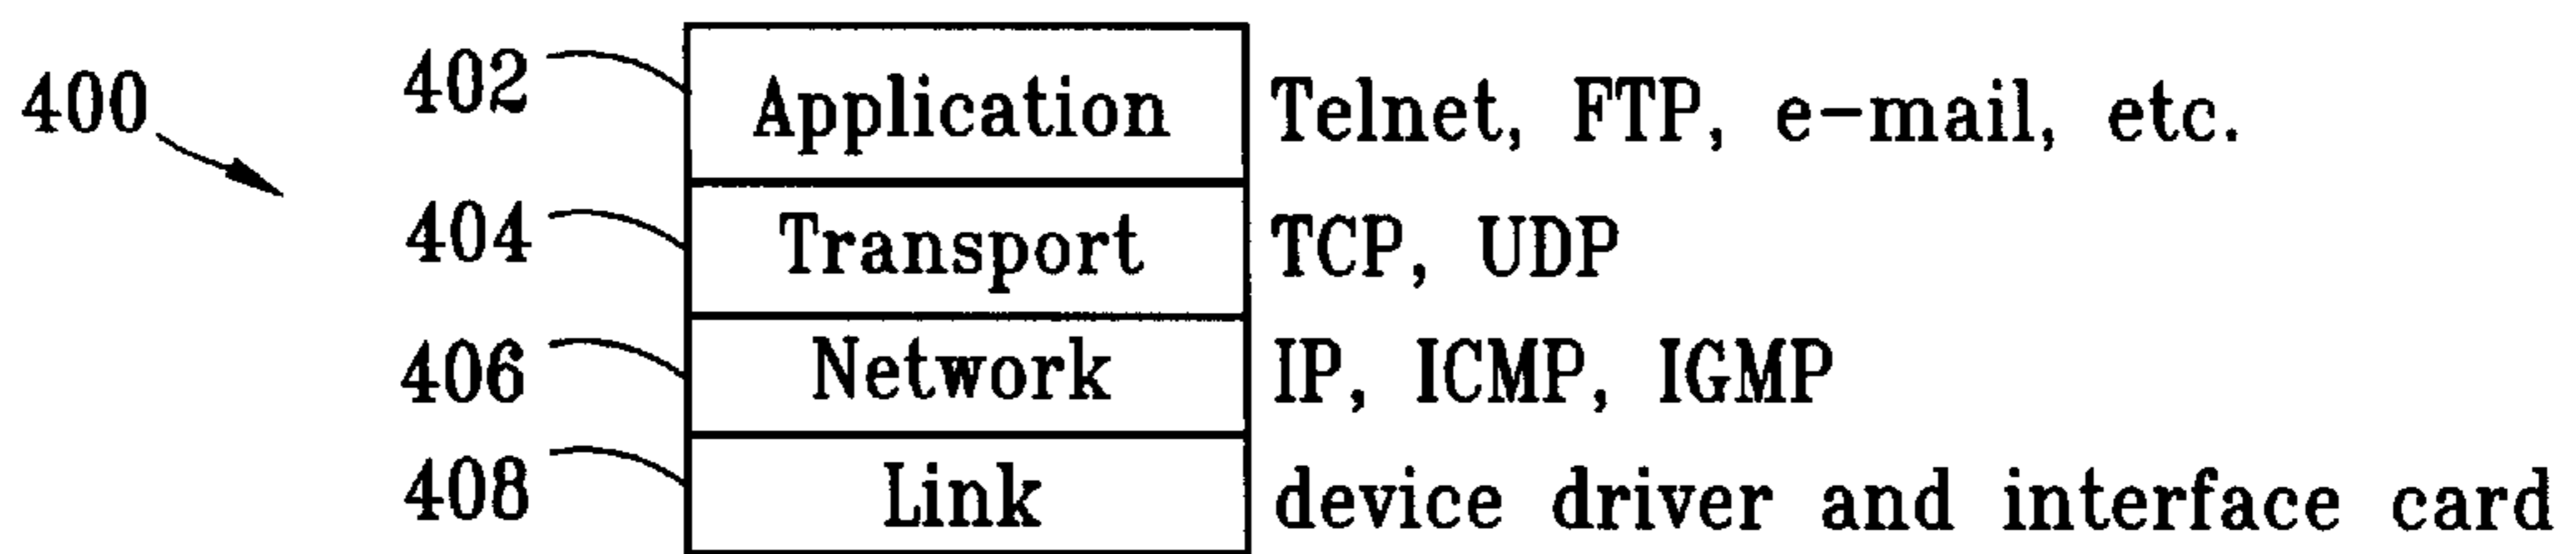 400
402 Application Telnet, FTP, e-mail, etc.
404 Transport TCP, UDP
406 Network IP, ICMP, IGMP
408 Link device driver and interface card